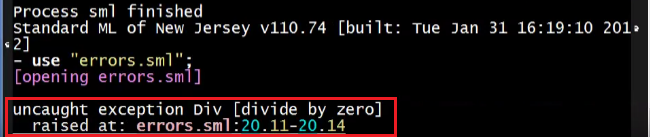 Process sml finished
Standard ML of New Jersey v110.74 [built: Tue Jan 31 16:19:10 201
2]
- use "errors.sml";
[opening errors.sml]
uncaught exception Div [divide by zero]
raised at: errors.sml:20.11-20.14